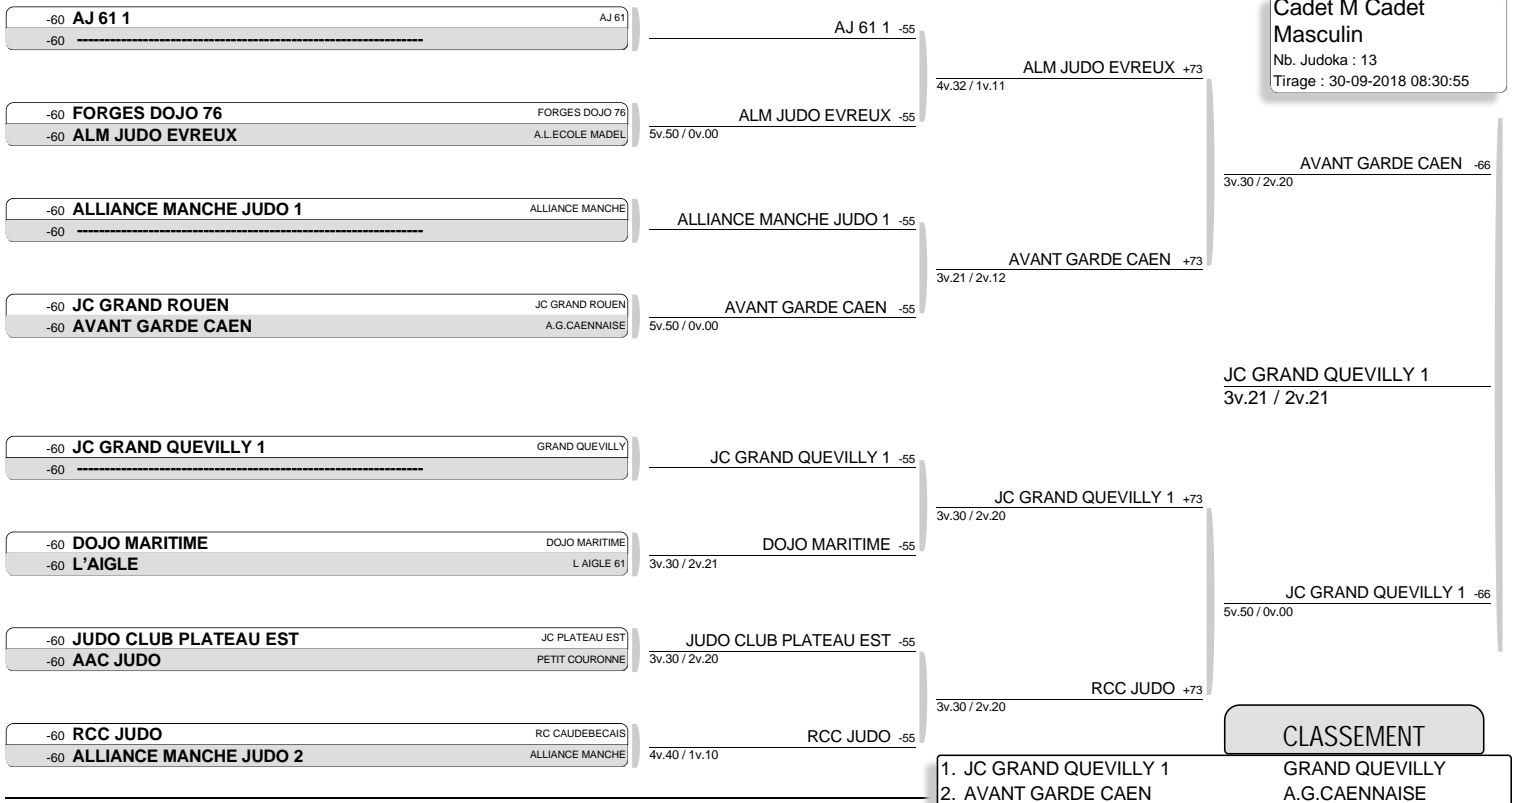 Cadet M Cadet
Masculin
Nb. Judoka : 13
Tirage : 30-09-2018 08:30:55
-60 AJ 61 1 AJ 61
-60 ----------------------------------------------------------------
-60 FORGES DOJO 76 FORGES DOJO 76
-60 ALM JUDO EVREUX A.L.ECOLE MADEL
-60 ALLIANCE MANCHE JUDO 1 ALLIANCE MANCHE
-60 ----------------------------------------------------------------
-60 JC GRAND ROUEN JC GRAND ROUEN
-60 AVANT GARDE CAEN A.G.CAENNAISE
-60 JC GRAND QUEVILLY 1 GRAND QUEVILLY
-60 ----------------------------------------------------------------
-60 DOJO MARITIME DOJO MARITIME
-60 L’AIGLE L AIGLE 61
-60 JUDO CLUB PLATEAU EST JC PLATEAU EST
-60 AAC JUDO PETIT COURONNE
-60 RCC JUDO RC CAUDEBECAIS
-60 ALLIANCE MANCHE JUDO 2 ALLIANCE MANCHE
AJ 61 1 -55
ALM JUDO EVREUX -55
5v.50 / 0v.00
ALLIANCE MANCHE JUDO 1 -55
AVANT GARDE CAEN -55
5v.50 / 0v.00
JC GRAND QUEVILLY 1 -55
DOJO MARITIME -55
3v.30 / 2v.21
JUDO CLUB PLATEAU EST -55
3v.30 / 2v.20
RCC JUDO -55
4v.40 / 1v.10
ALM JUDO EVREUX +73
4v.32 / 1v.11
AVANT GARDE CAEN +73
3v.21 / 2v.12
JC GRAND QUEVILLY 1 +73
3v.30 / 2v.20
RCC JUDO +73
3v.30 / 2v.20
AVANT GARDE CAEN -66
3v.30 / 2v.20
JC GRAND QUEVILLY 1
3v.21 / 2v.21
JC GRAND QUEVILLY 1 -66
5v.50 / 0v.00
CLASSEMENT
1. JC GRAND QUEVILLY 1 GRAND QUEVILLY
2. AVANT GARDE CAEN A.G.CAENNAISE